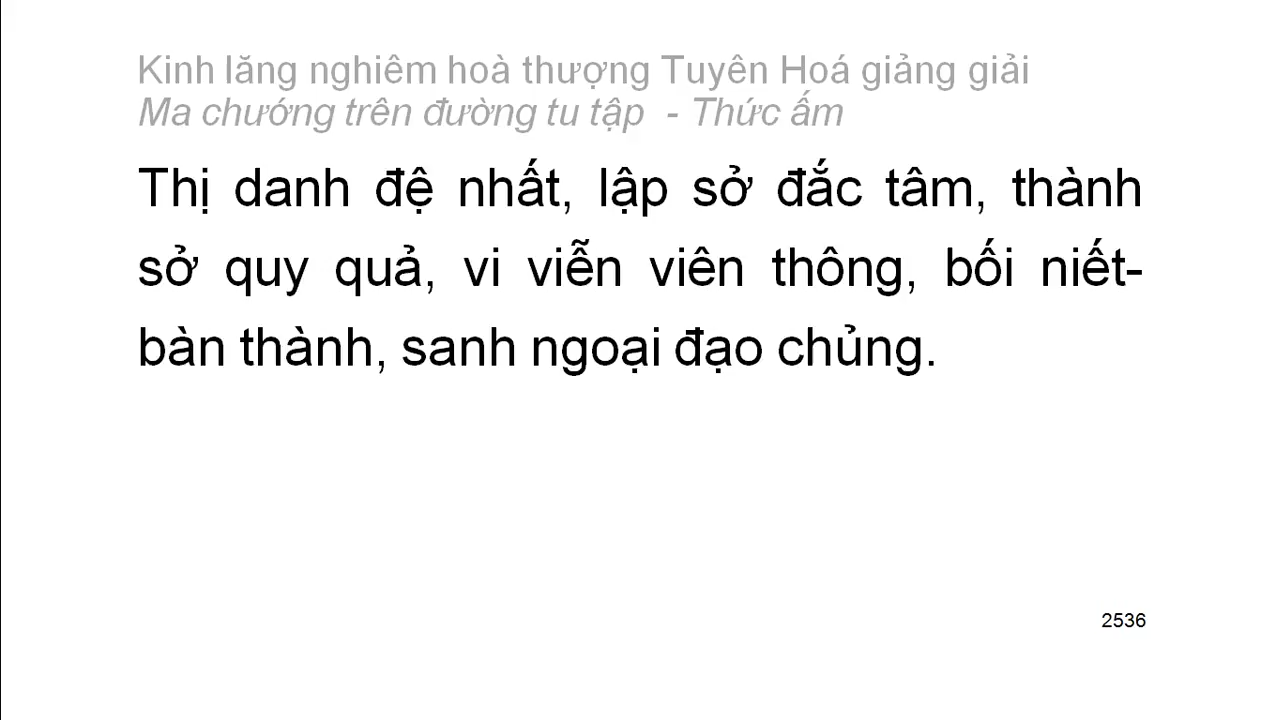 Kinh lăng nghiêm hoà thượng Tuyên Hoá giảng giải
Ma chướng trên đường tu tập - Thức ấm
Thị danh đệ nhất, lập sở đắc tâm, thành
sở quy quả, vi viễn viên thông, bối niết-
bàn thành, sanh ngoại đạo chủng.
2536